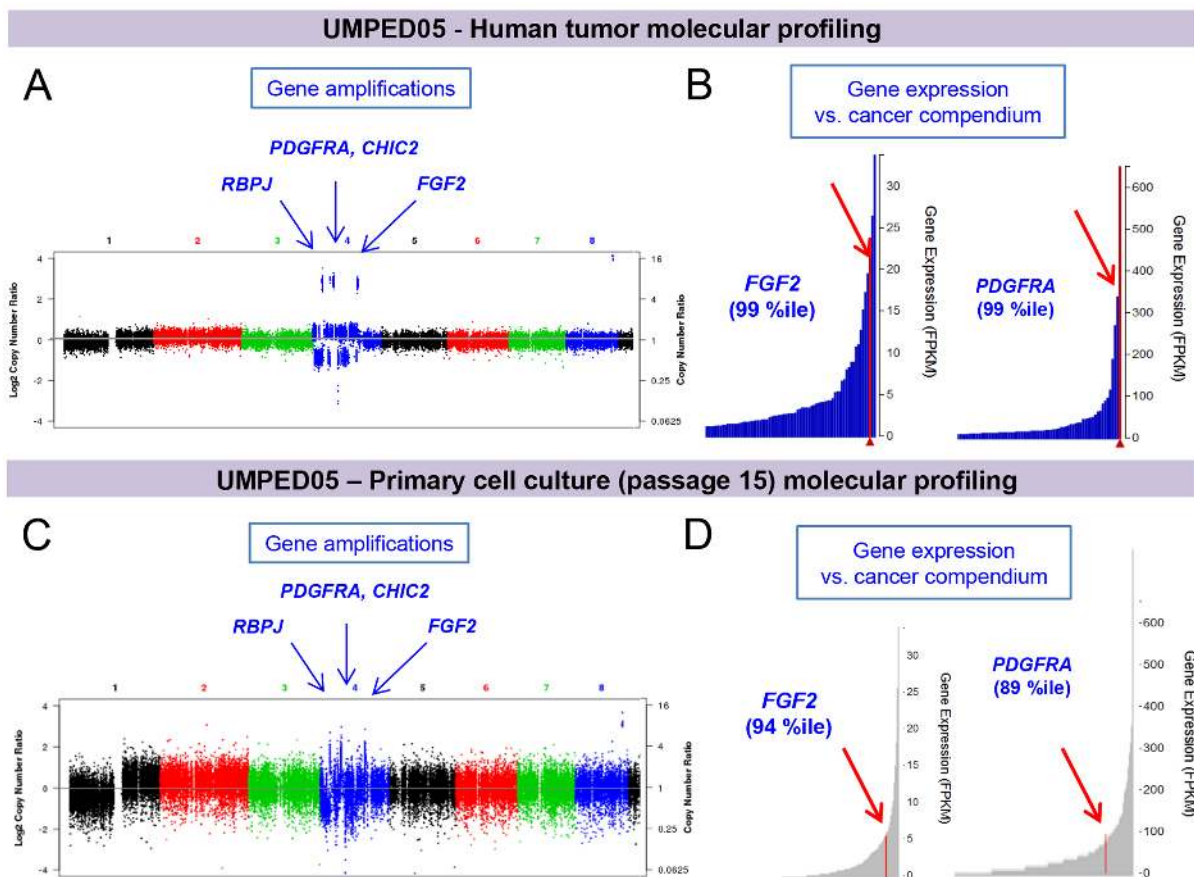 UMPED05 - Human tumor molecular profiling
A
Gene amplifications
PDGFRA, CHIC2
RBPJ
FGF2
1 2 3 4 5 6 7 8
Log2 Copy Number Ratio
4
2
0
-2
-4
16
4
1
0.25
0.0625
Copy Number Ratio
B
Gene expression
vs. cancer compendium
FGF2
(99 %ile)
30
25
20
15
10
5
0
Gene Expression (FPKM)
PDGFRA
(99 %ile)
600
500
400
300
200
100
0
Gene Expression (FPKM)
UMPED05 – Primary cell culture (passage 15) molecular profiling
C
Gene amplifications
PDGFRA, CHIC2
RBPJ
FGF2
1 2 3 4 5 6 7 8
Log2 Copy Number Ratio
4
2
0
-2
-4
16
4
1
0.25
0.0625
Copy Number Ratio
D
Gene expression
vs. cancer compendium
FGF2
(94 %ile)
30
25
20
15
10
5
0
Gene Expression (FPKM)
PDGFRA
(89 %ile)
600
500
400
300
200
100
0
Gene Expression (FPKM)